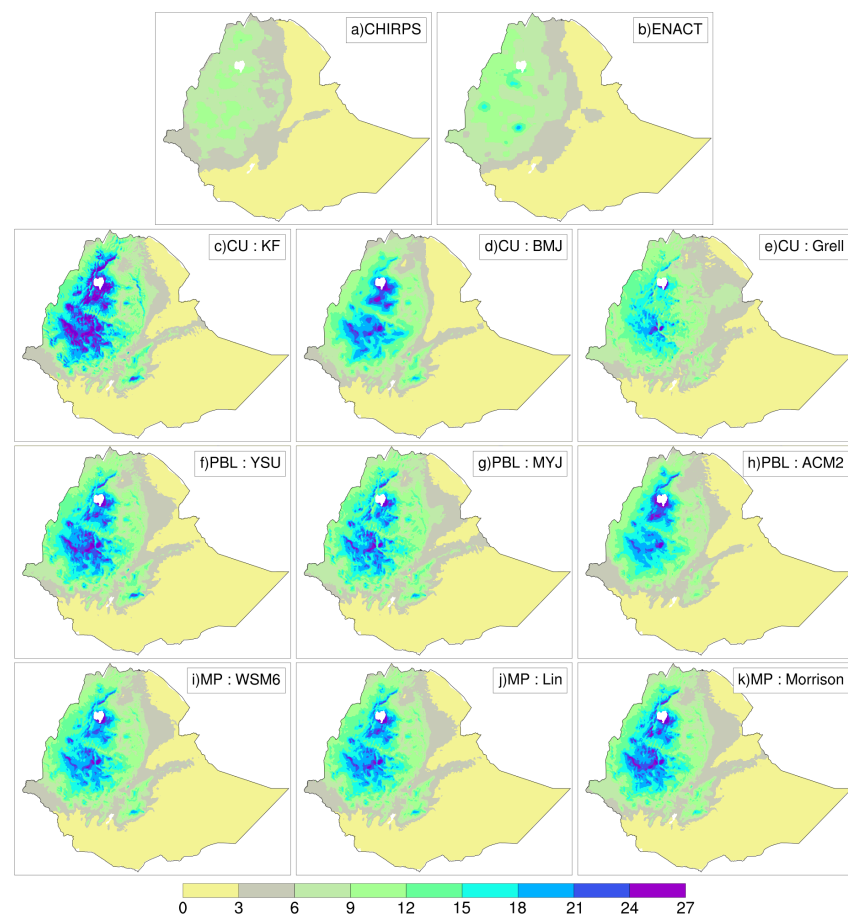 a)CHIRPS
b)ENACT
c)CU : KF
d)CU : BMJ
e)CU : Grell
f)PBL : YSU
g)PBL : MYJ
h)PBL : ACM2
i)MP : WSM6
j)MP : Lin
k)MP : Morrison
0 3 6 9 12 15 18 21 24 27